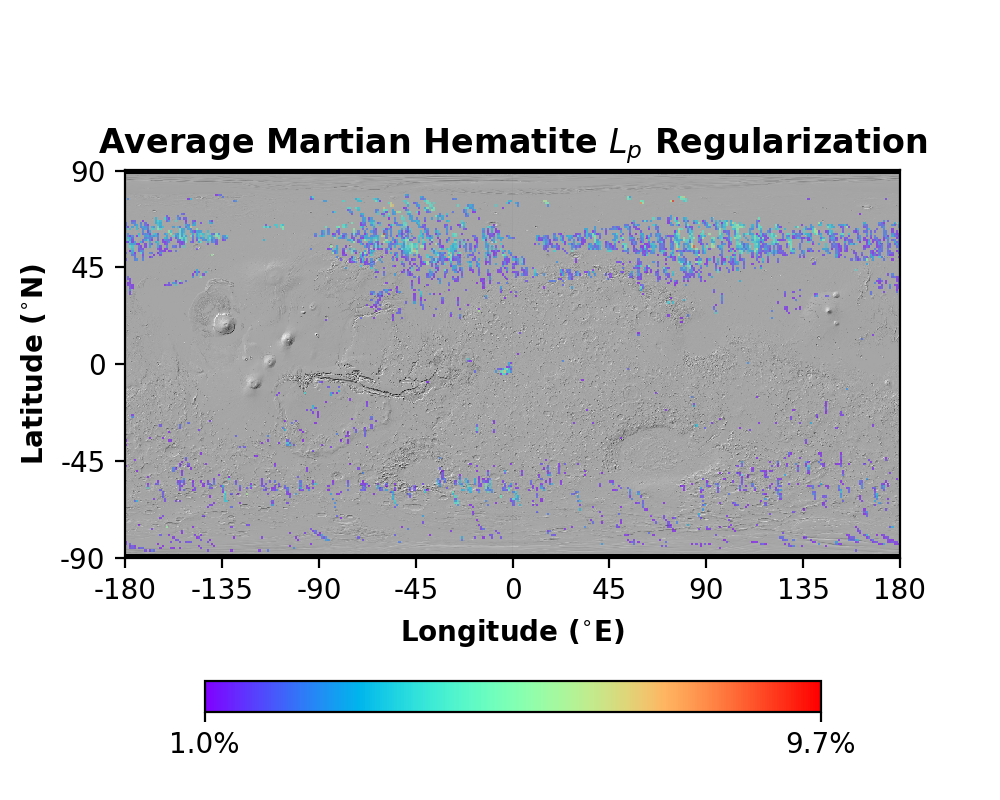 Average Martian Hematite Lp Regularization
90
45
0
-45
-90
Latitude (°N)
-180 -135 -90 -45 0 45 90 135 180
Longitude (°E)
1.0% 9.7%